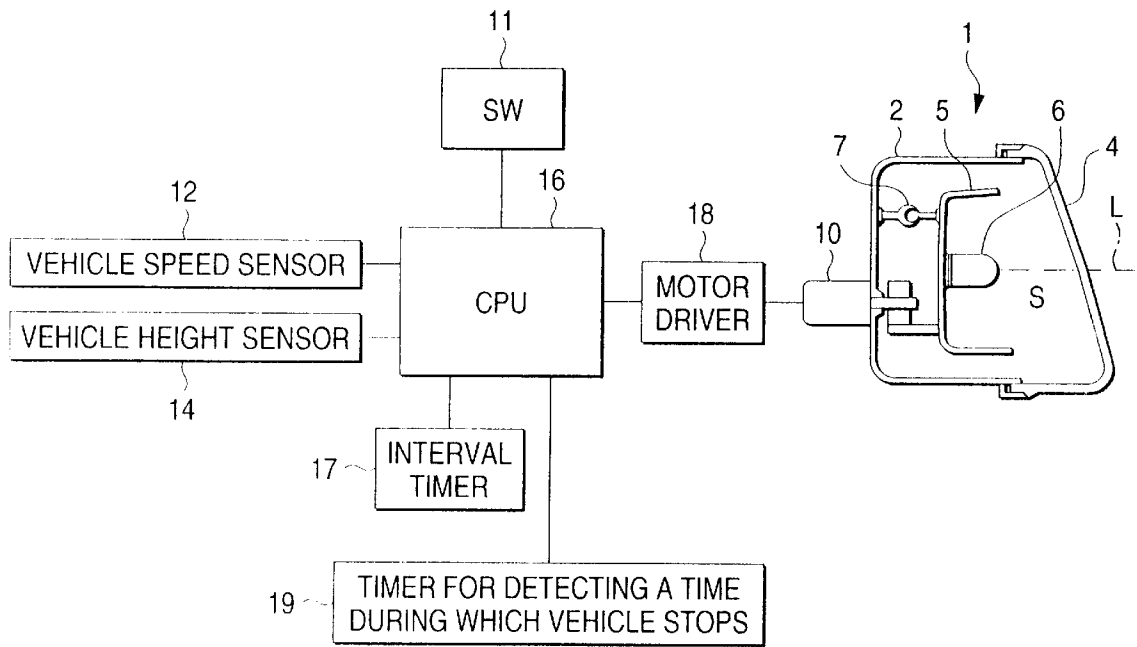 11
SW
1
2
5
6
4
7
12
16
18
10
L
VEHICLE SPEED SENSOR
CPU
MOTOR
DRIVER
S
VEHICLE HEIGHT SENSOR
14
17
INTERVAL
TIMER
19
TIMER FOR DETECTING A TIME
DURING WHICH VEHICLE STOPS